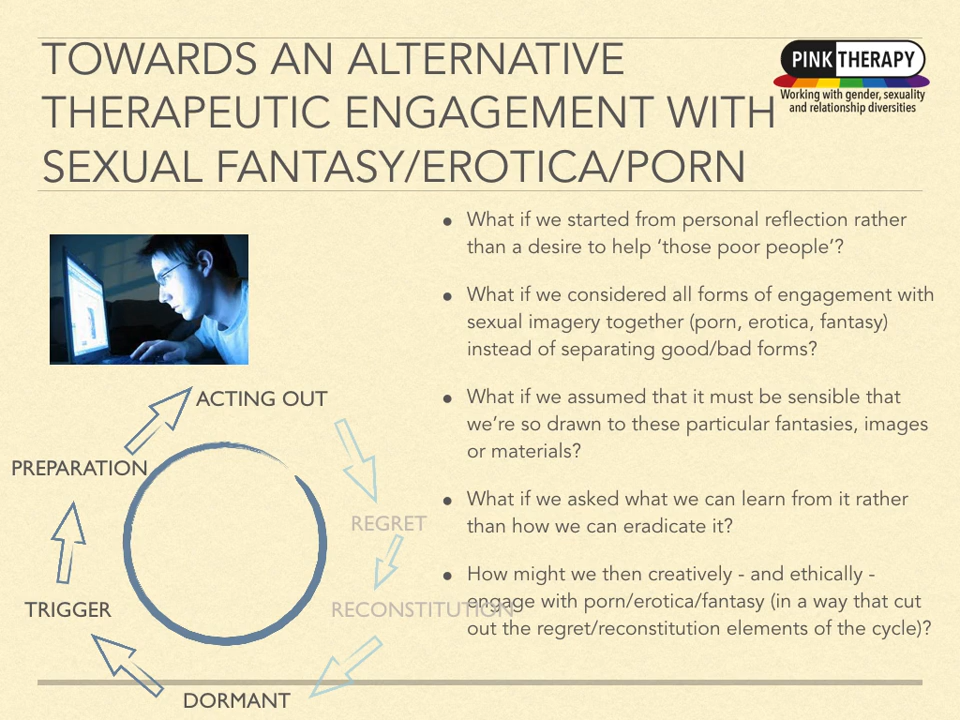 TOWARDS AN ALTERNATIVE
THERAPEUTIC ENGAGEMENT WITH
SEXUAL FANTASY/EROTICA/PORN
PINK THERAPY
Working with gender, sexuality
and relationship diversities
• What if we started from personal reflection rather
than a desire to help ‘those poor people’?
• What if we considered all forms of engagement with
sexual imagery together (porn, erotica, fantasy)
instead of separating good/bad forms?
• What if we assumed that it must be sensible that
we’re so drawn to these particular fantasies, images
or materials?
• What if we asked what we can learn from it rather
than how we can eradicate it?
• How might we then creatively - and ethically -
engage with porn/erotica/fantasy (in a way that cut
out the regret/reconstitution elements of the cycle)?
ACTING OUT
PREPARATION
REGRET
TRIGGER
RECONSTITUTION
DORMANT